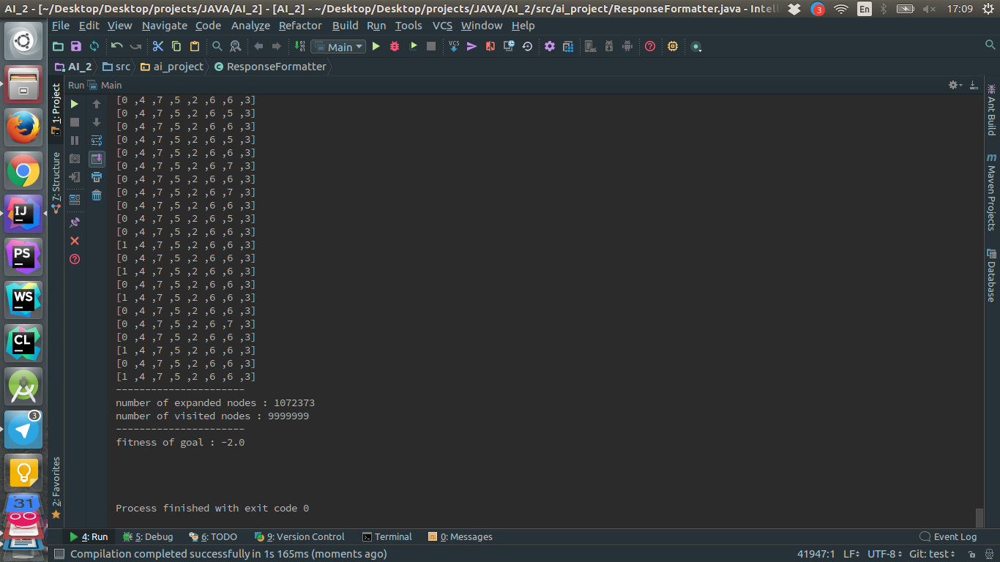 AI_2 - [~/Desktop/Desktop/projects/JAVA/AI_2] - [AI_2] - ~/Desktop/Desktop/projects/JAVA/AI_2/src/ai_project/ResponseFormatter.java - Intell
3
En
17:09
File Edit View Navigate Code Analyze Refactor Build Run Tools VCS Window Help
Main
VCS
AI_2 src ai_project ResponseFormatter
Run Main
1: Project
7: Structure
2: Favorites
Ant Build
Maven Projects
Database
IJ
PS
WS
CL
3
31
[0 ,4 ,7 ,5 ,2 ,6 ,6 ,3]
[0 ,4 ,7 ,5 ,2 ,6 ,5 ,3]
[0 ,4 ,7 ,5 ,2 ,6 ,6 ,3]
[0 ,4 ,7 ,5 ,2 ,6 ,5 ,3]
[0 ,4 ,7 ,5 ,2 ,6 ,6 ,3]
[0 ,4 ,7 ,5 ,2 ,6 ,7 ,3]
[0 ,4 ,7 ,5 ,2 ,6 ,6 ,3]
[0 ,4 ,7 ,5 ,2 ,6 ,7 ,3]
[0 ,4 ,7 ,5 ,2 ,6 ,6 ,3]
[0 ,4 ,7 ,5 ,2 ,6 ,5 ,3]
[0 ,4 ,7 ,5 ,2 ,6 ,6 ,3]
[1 ,4 ,7 ,5 ,2 ,6 ,6 ,3]
[0 ,4 ,7 ,5 ,2 ,6 ,6 ,3]
[1 ,4 ,7 ,5 ,2 ,6 ,6 ,3]
[0 ,4 ,7 ,5 ,2 ,6 ,6 ,3]
[1 ,4 ,7 ,5 ,2 ,6 ,6 ,3]
[0 ,4 ,7 ,5 ,2 ,6 ,6 ,3]
[0 ,4 ,7 ,5 ,2 ,6 ,7 ,3]
[0 ,4 ,7 ,5 ,2 ,6 ,6 ,3]
[1 ,4 ,7 ,5 ,2 ,6 ,6 ,3]
[0 ,4 ,7 ,5 ,2 ,6 ,6 ,3]
[1 ,4 ,7 ,5 ,2 ,6 ,6 ,3]
----------------------
number of expanded nodes : 1072373
number of visited nodes : 9999999
----------------------
fitness of goal : -2.0
Process finished with exit code 0
4: Run 5: Debug 6: TODO 9: Version Control Terminal 0: Messages Event Log
Compilation completed successfully in 1s 165ms (moments ago) 41947:1 LF UTF-8 Git: test